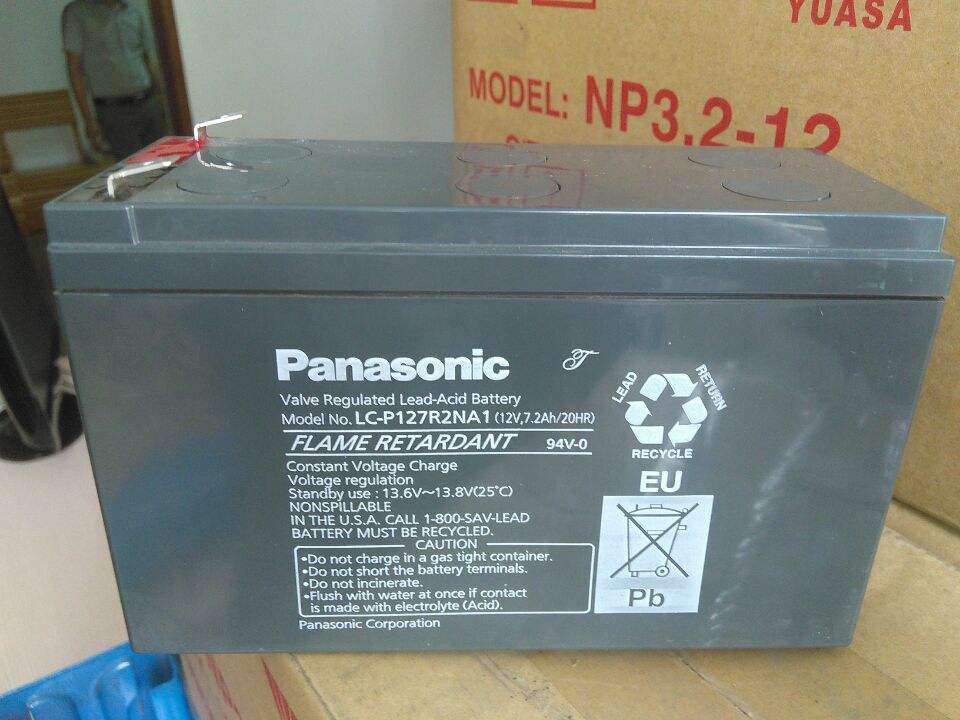 YUASA
MODEL: NP3.2-12
Panasonic
Valve Regulated Lead-Acid Battery
Model No. LC-P127R2NA1 (12V,7.2Ah/20HR)
FLAME RETARDANT 94V-0
Constant Voltage Charge
Voltage regulation
Standby use : 13.6V~13.8V(25°C)
NONSPILLABLE
IN THE U.S.A. CALL 1-800-SAV-LEAD
BATTERY MUST BE RECYCLED.
CAUTION
•Do not charge in a gas tight container.
•Do not short the battery terminals.
•Do not incinerate.
•Flush with water at once if contact
is made with electrolyte (Acid).
Panasonic Corporation
LEAD
RETURN
RECYCLE
EU
Pb